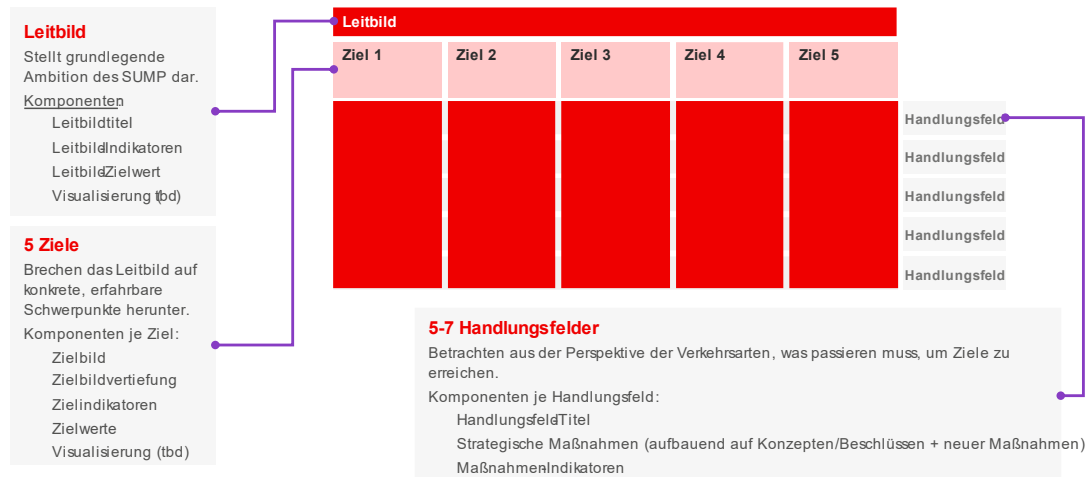 Leitbild
Stellt grundlegende
Ambition des SUMP dar.
Komponenten:
Leitbildtitel
Leitbild-Indikatoren
Leitbild-Zielwert
Visualisierung (tbd)
5 Ziele
Brechen das Leitbild auf
konkrete, erfahrbare
Schwerpunkte herunter.
Komponenten je Ziel:
Zielbild
Zielbildvertiefung
Zielindikatoren
Zielwerte
Visualisierung (tbd)
Leitbild
Ziel 1
Ziel 2
Ziel 3
Ziel 4
Ziel 5
Handlungsfeld
Handlungsfeld
Handlungsfeld
Handlungsfeld
Handlungsfeld
5-7 Handlungsfelder
Betrachten aus der Perspektive der Verkehrsarten, was passieren muss, um Ziele zu
erreichen.
Komponenten je Handlungsfeld:
Handlungsfeld-Titel
Strategische Maßnahmen (aufbauend auf Konzepten/Beschlüssen + neuer Maßnahmen)
Maßnahmen-Indikatoren